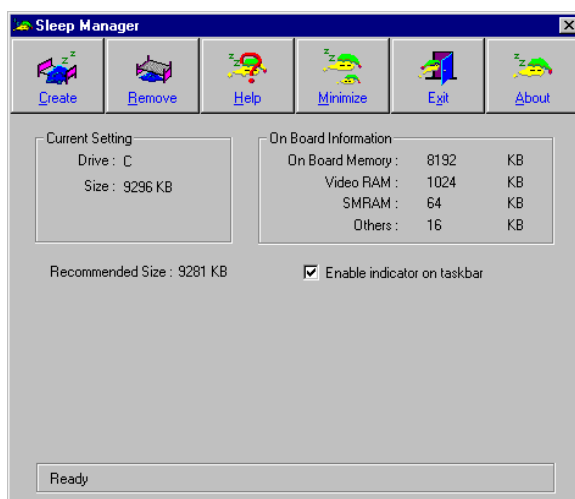 Sleep Manager
Create Remove Help Minimize Exit About
Current Setting
Drive : C
Size : 9296 KB
On Board Information
On Board Memory : 8192 KB
Video RAM : 1024 KB
SMRAM : 64 KB
Others : 16 KB
Recommended Size : 9281 KB
Enable indicator on taskbar
Ready